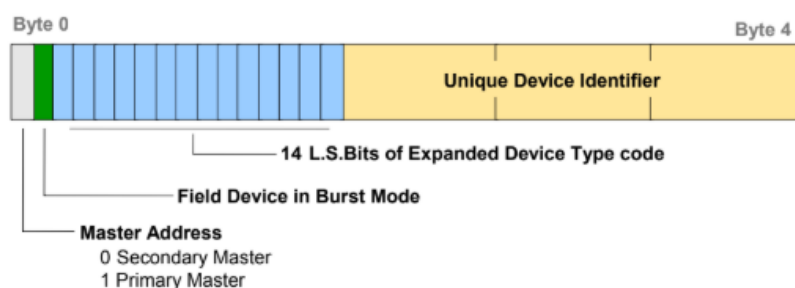 Byte 0
Byte 4
Unique Device Identifier
14 L.S.Bits of Expanded Device Type code
Field Device in Burst Mode
Master Address
0 Secondary Master
1 Primary Master